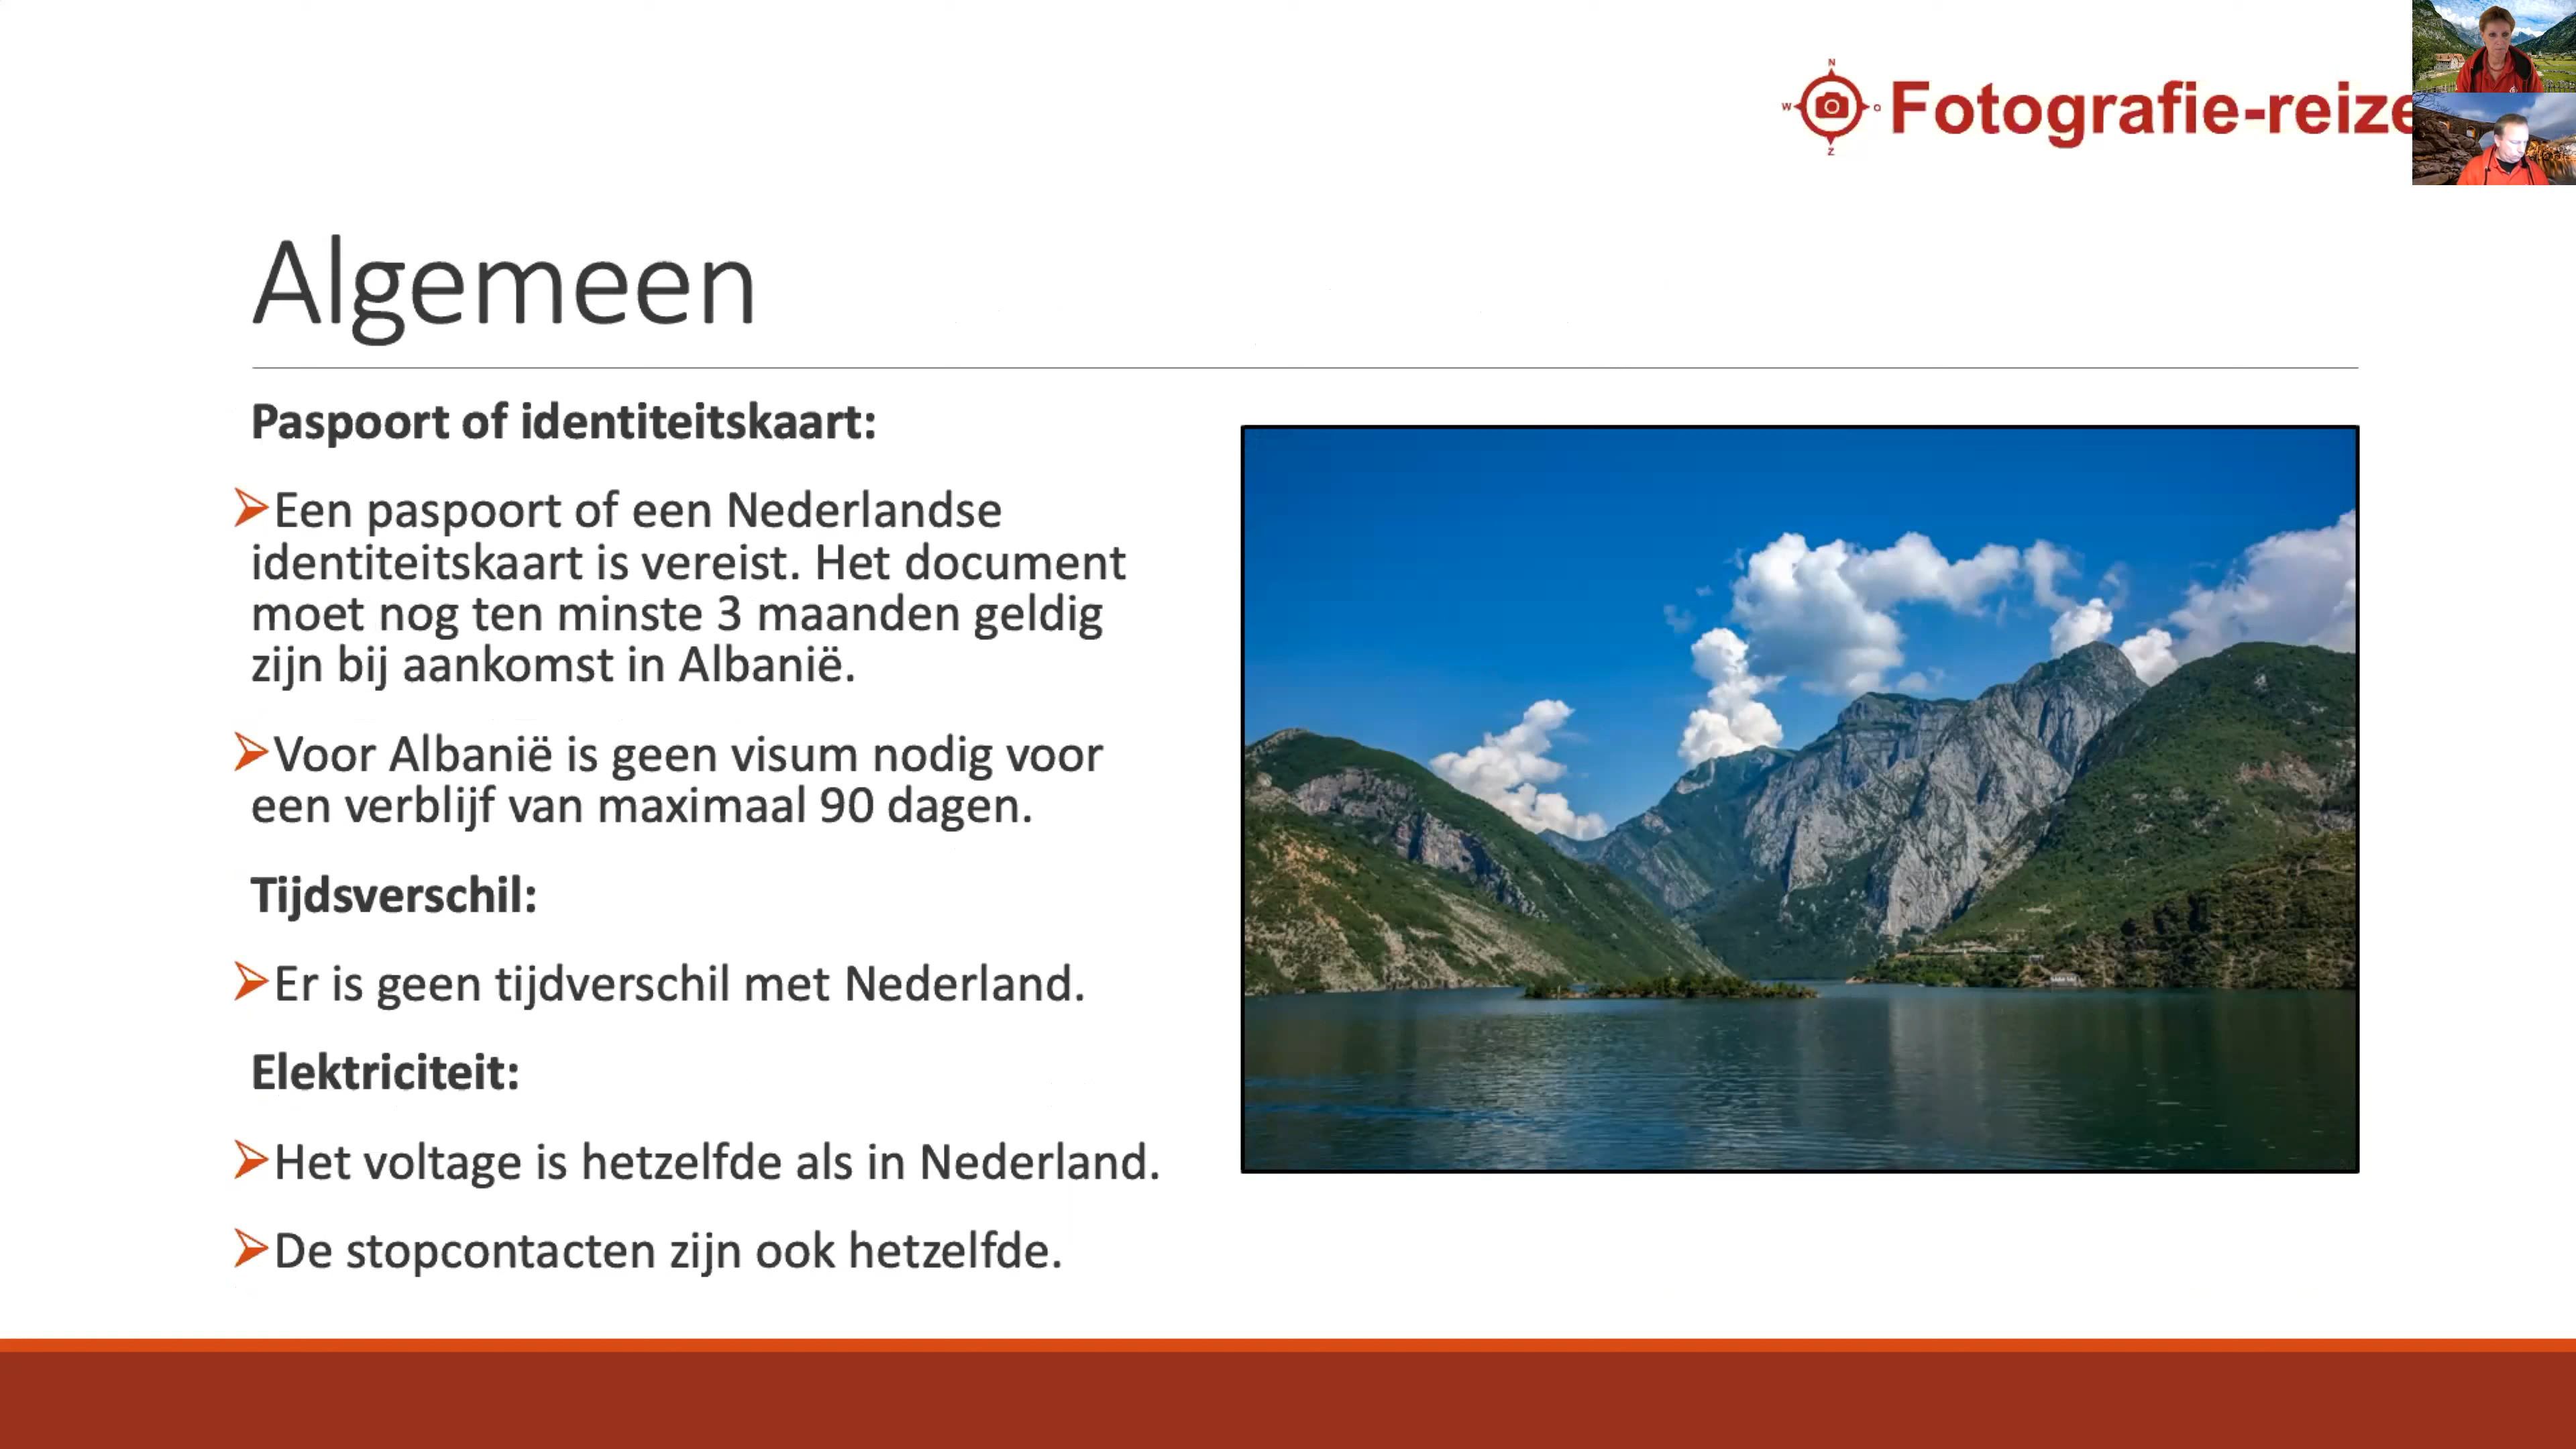 N
W
O
Z
Fotografie-reize
Algemeen
Paspoort of identiteitskaart:
Een paspoort of een Nederlandse
identiteitskaart is vereist. Het document
moet nog ten minste 3 maanden geldig
zijn bij aankomst in Albanië.
Voor Albanië is geen visum nodig voor
een verblijf van maximaal 90 dagen.
Tijdsverschil:
Er is geen tijdverschil met Nederland.
Elektriciteit:
Het voltage is hetzelfde als in Nederland.
De stopcontacten zijn ook hetzelfde.